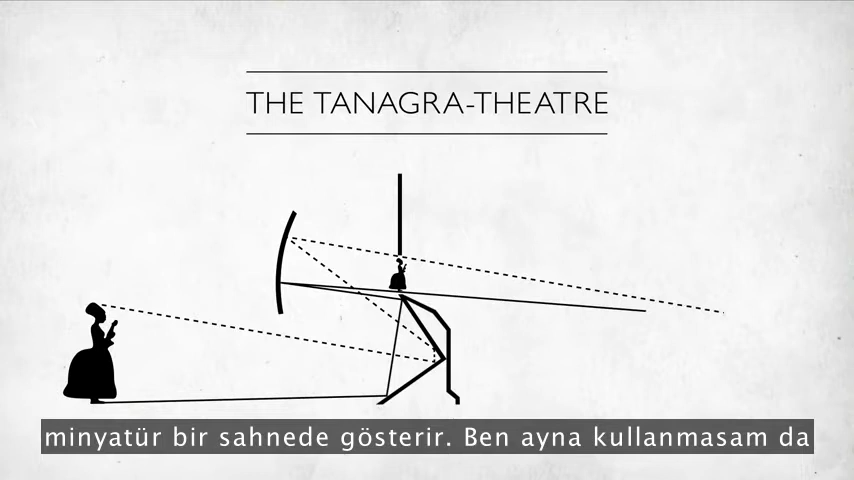 THE TANAGRA-THEATRE
minyatür bir sahnede gösterir. Ben ayna kullanmasam da